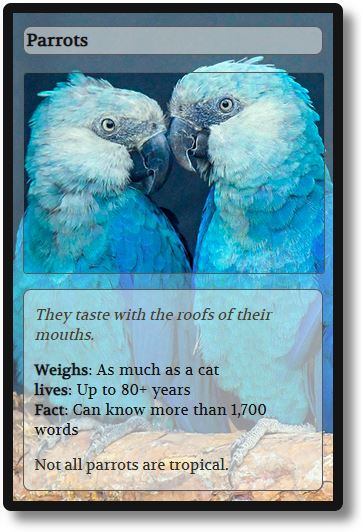 Parrots
They taste with the roofs of their
mouths.
Weighs: As much as a cat
lives: Up to 80+ years
Fact: Can know more than 1,700
words
Not all parrots are tropical.